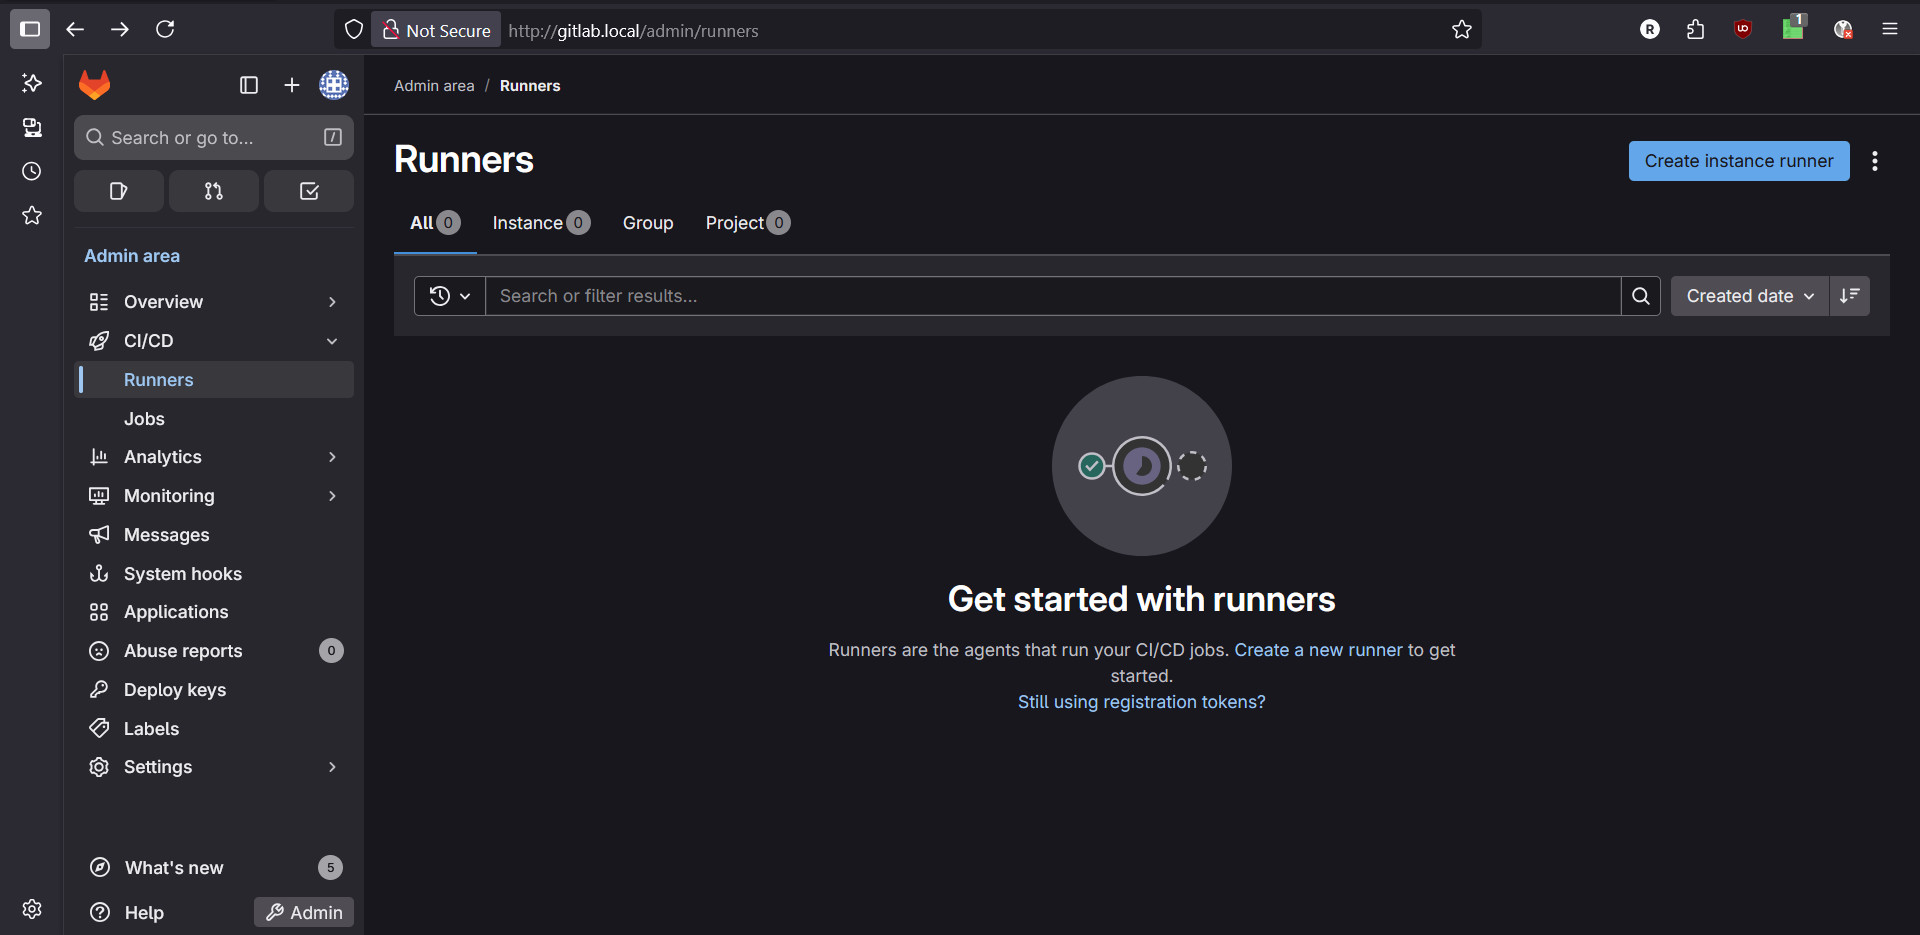 Not Secure http://gitlab.local/admin/runners
R
UO
1
Search or go to... /
Admin area
Overview
CI/CD
Runners
Jobs
Analytics
Monitoring
Messages
System hooks
Applications
Abuse reports 0
Deploy keys
Labels
Settings
What's new 5
Help Admin
Admin area / Runners
Runners
Create instance runner
All 0 Instance 0 Group Project 0
Search or filter results...
Created date
Get started with runners
Runners are the agents that run your CI/CD jobs. Create a new runner to get
started.
Still using registration tokens?